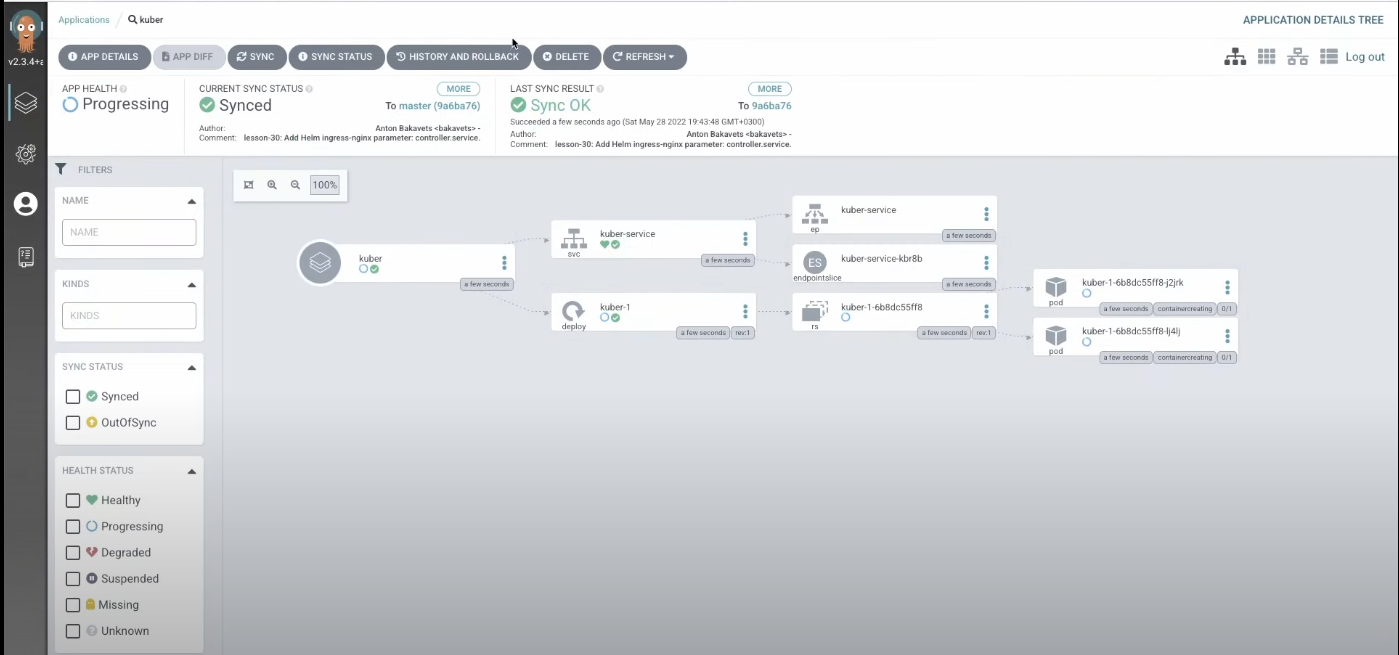 Applications / kuber
APPLICATION DETAILS TREE
v2.3.4+a
APP DETAILS
APP DIFF
SYNC
SYNC STATUS
HISTORY AND ROLLBACK
DELETE
REFRESH
Log out
APP HEALTH
Progressing
CURRENT SYNC STATUS
MORE
Synced
To master (9a6ba76)
Author: Anton Bakavets <bakavets> -
Comment: lesson-30: Add Helm ingress-nginx parameter: controller.service.
LAST SYNC RESULT
MORE
Sync OK
To 9a6ba76
Succeeded a few seconds ago (Sat May 28 2022 19:43:48 GMT+0300)
Author: Anton Bakavets <bakavets> -
Comment: lesson-30: Add Helm ingress-nginx parameter: controller.service.
FILTERS
NAME
NAME
KINDS
KINDS
SYNC STATUS
Synced
OutOfSync
HEALTH STATUS
Healthy
Progressing
Degraded
Suspended
Missing
Unknown
100%
kuber
a few seconds
kuber-service
svc
a few seconds
kuber-1
deploy
a few seconds
rev:1
kuber-service
ep
a few seconds
ES
kuber-service-kbr8b
endpointslice
a few seconds
kuber-1-6b8dc55ff8
rs
a few seconds
rev:1
kuber-1-6b8dc55ff8-j2jrk
pod
a few seconds
containercreating
0/1
kuber-1-6b8dc55ff8-lj4lj
pod
a few seconds
containercreating
0/1